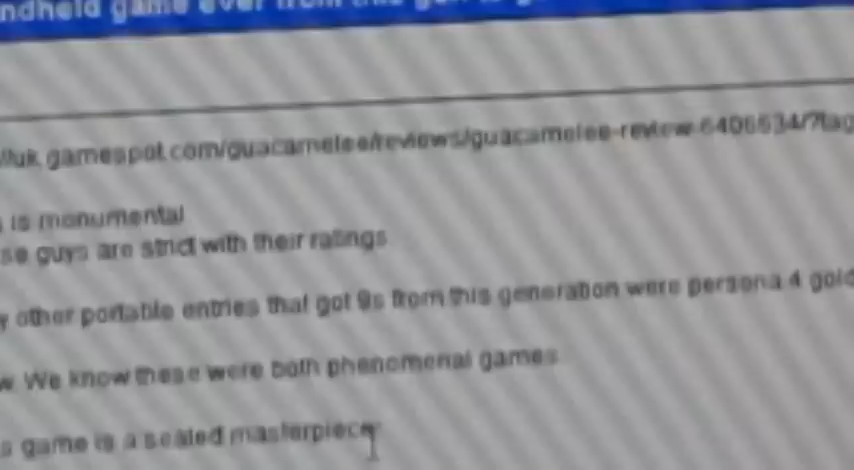 ndheld game ever from this gen
//uk.gamespot.com/guacamelee/reviews/guacamelee-review-6406534/?tag
is monumental
se guys are strict with their ratings
y other portable entries that got 9s from this generation were persona 4 gold
w. We know these were both phenomenal games
s game is a sealed masterpiece